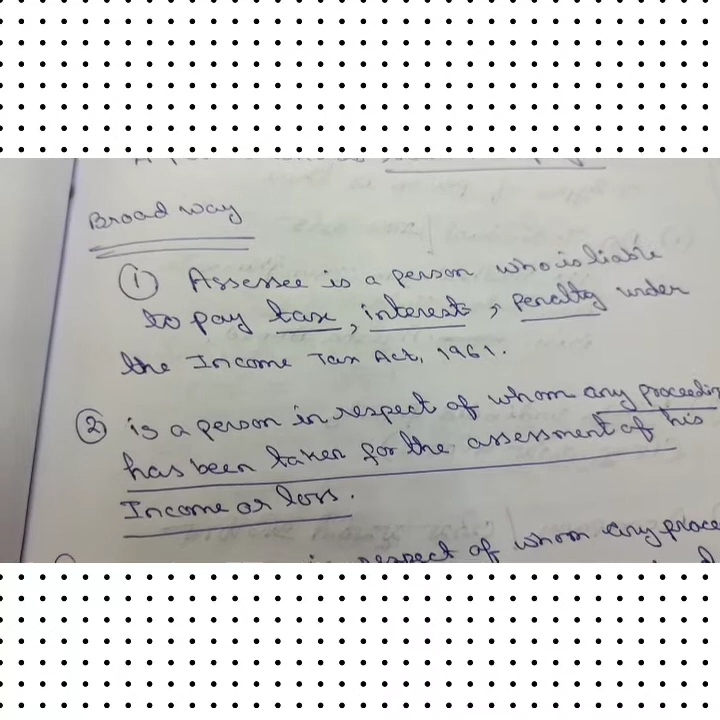 Broad way
① Assessee is a person who is liable
to pay tax, interest, penalty under
the Income Tax Act, 1961.
② is a person in respect of whom any proceedin
has been taken for the assessment of his
Income or loss.
respect of whom any proce